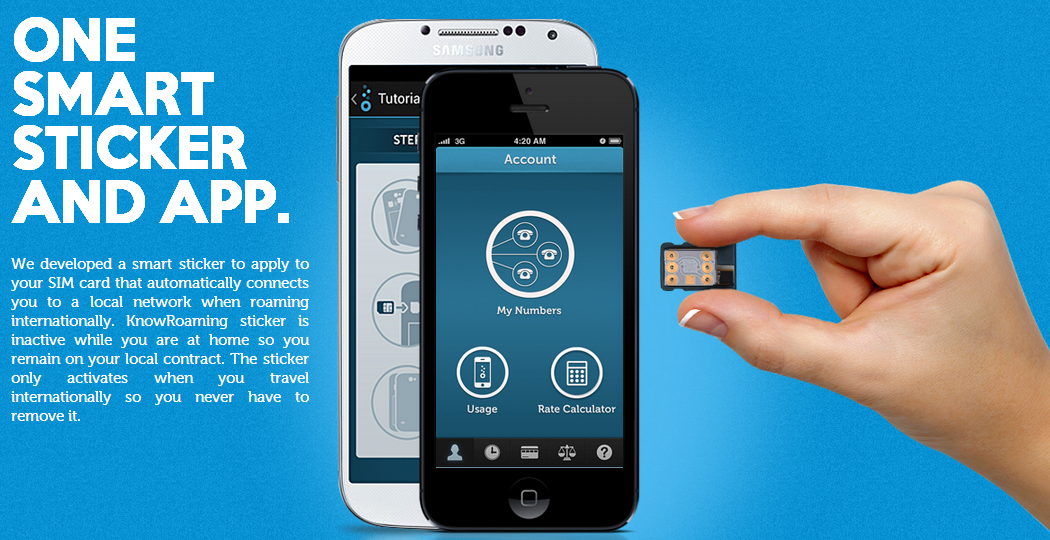 ONE
SMART
STICKER
AND APP.
We developed a smart sticker to apply to
your SIM card that automatically connects
you to a local network when roaming
internationally. KnowRoaming sticker is
inactive while you are at home so you
remain on your local contract. The sticker
only activates when you travel
internationally so you never have to
remove it.
SAMSUNG
Tutoria
STEP
3G 4:20 AM
Account
My Numbers
Usage
Rate Calculator
?